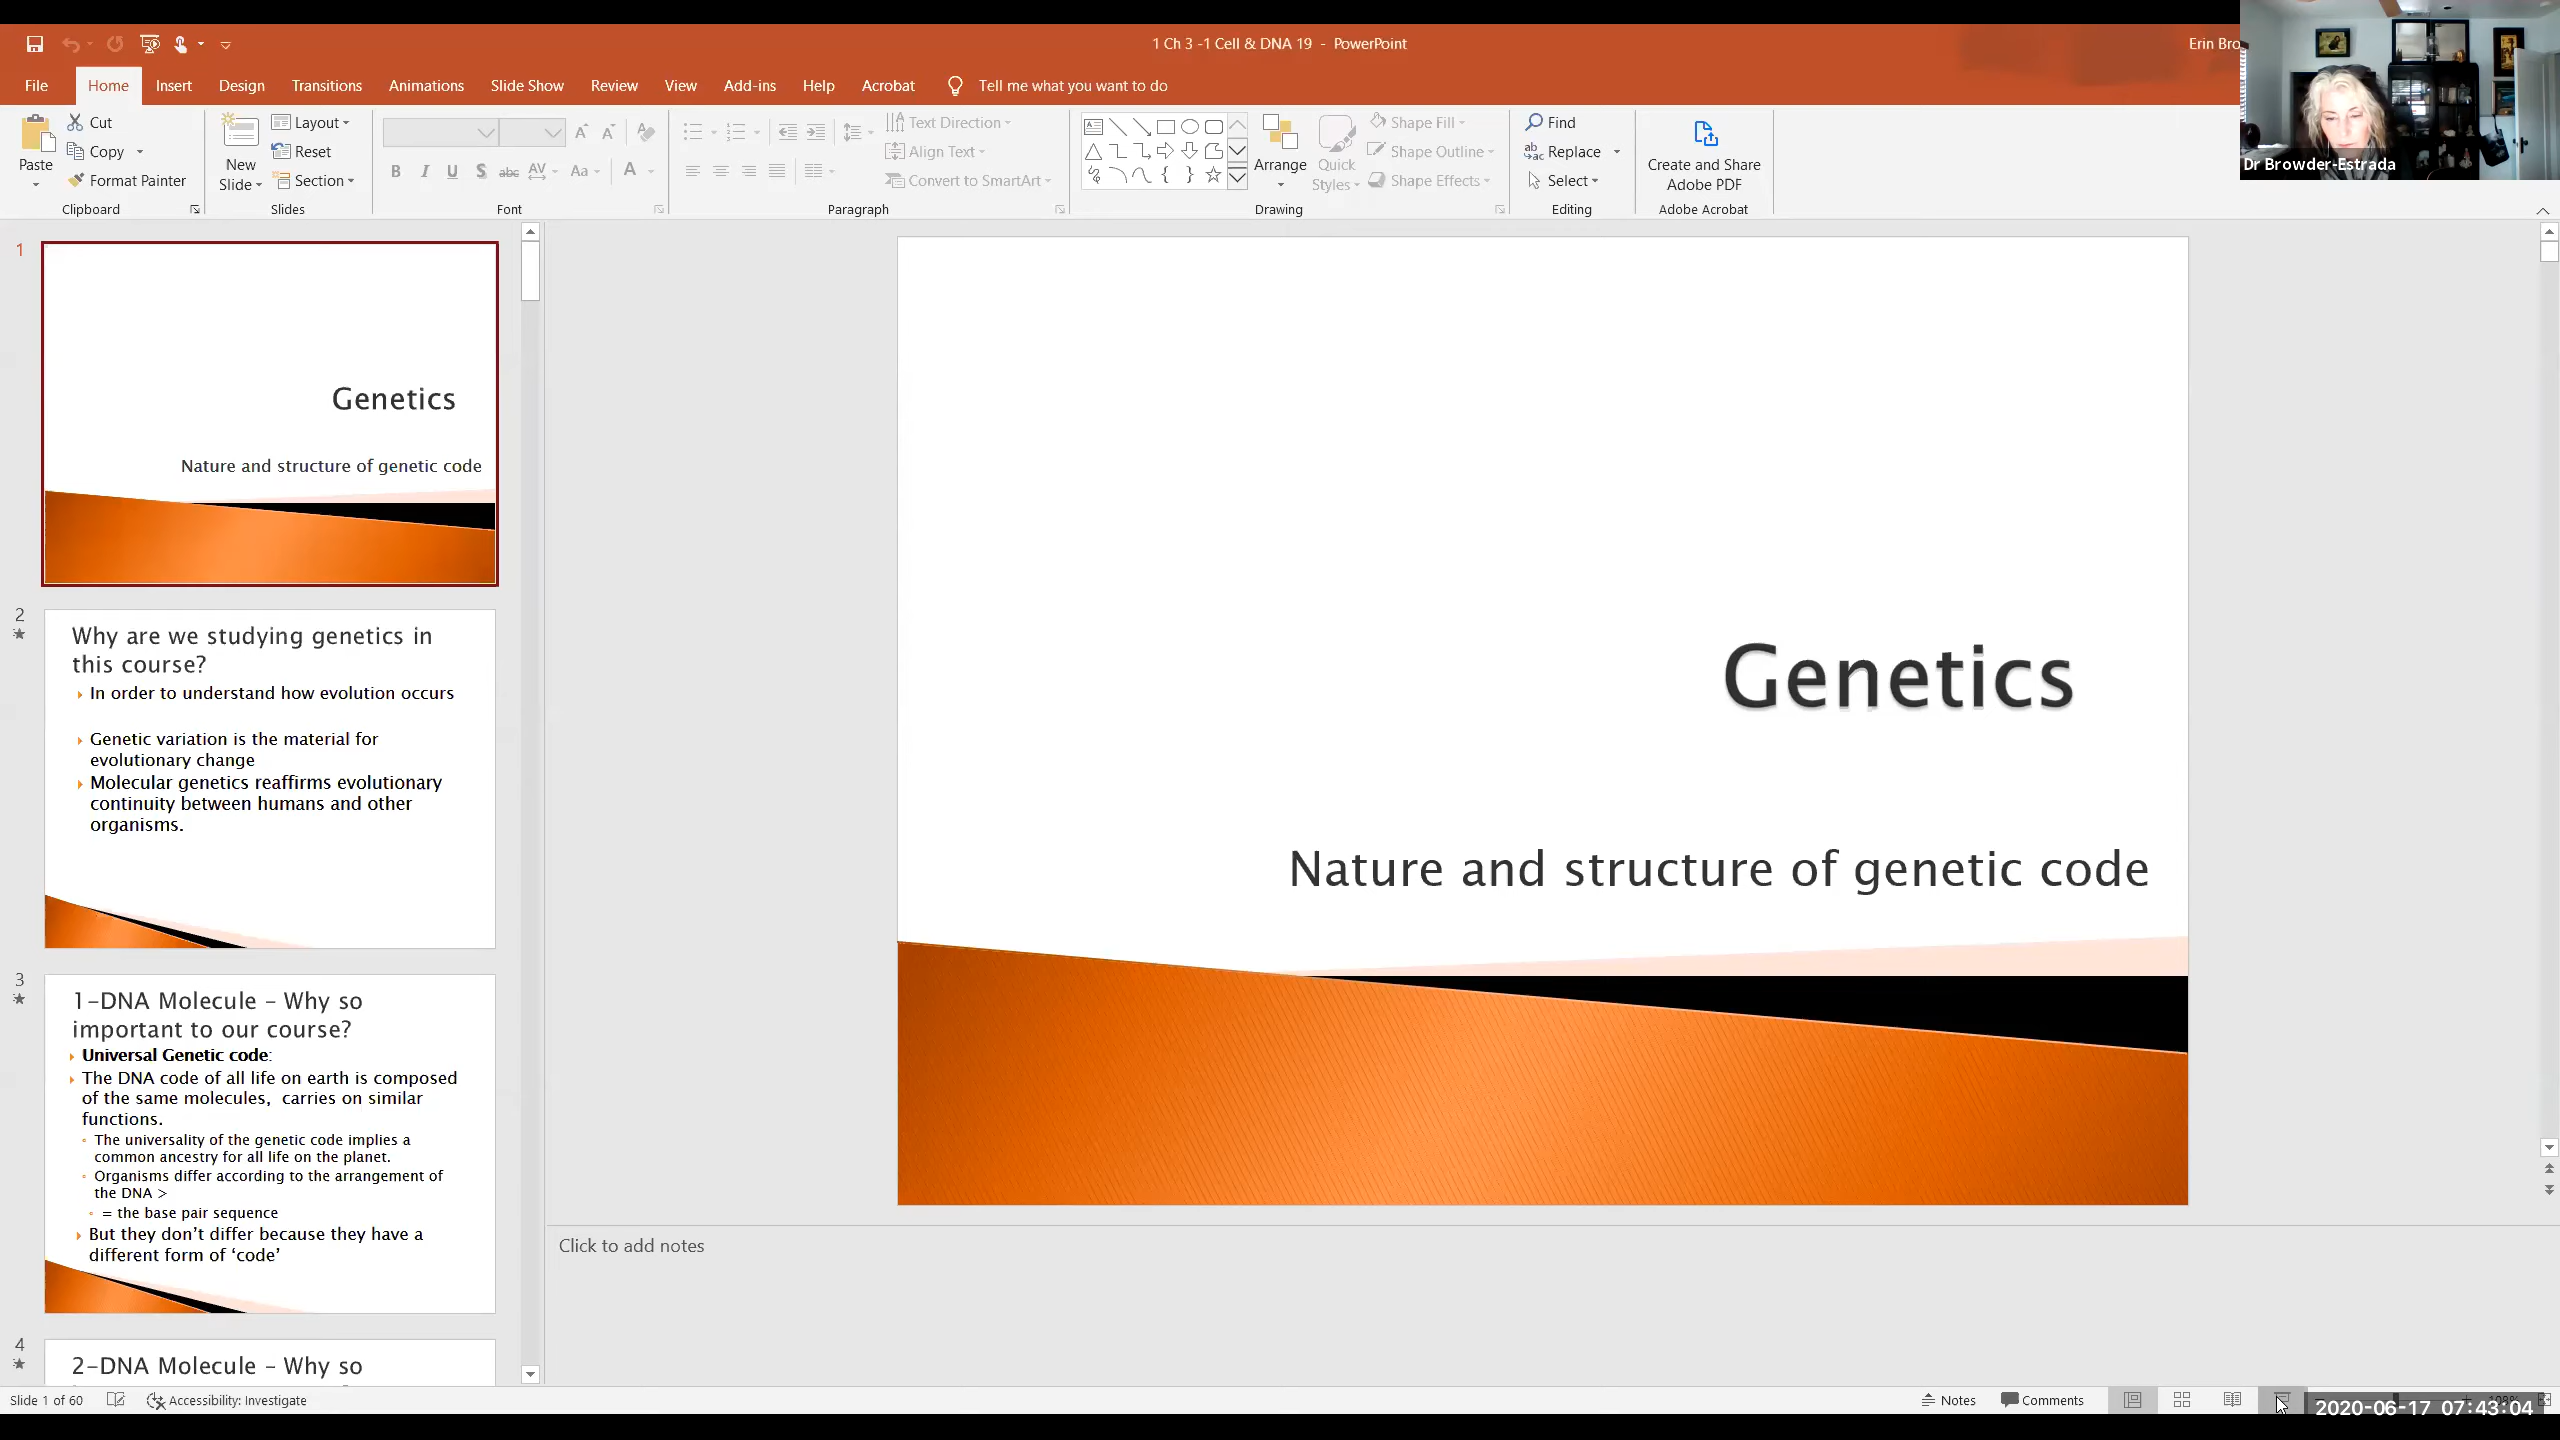 1 Ch 3 -1 Cell & DNA 19 - PowerPoint
Erin Bro
File Home Insert Design Transitions Animations Slide Show Review View Add-ins Help Acrobat Tell me what you want to do
Paste
Cut
Copy
Format Painter
Clipboard
New
Slide
Layout
Reset
Section
Slides
B I U S abc AV Aa A
Font
Text Direction
Align Text
Convert to SmartArt
Paragraph
Arrange
Quick
Styles
Shape Fill
Shape Outline
Shape Effects
Drawing
Find
Replace
Select
Editing
Create and Share
Adobe PDF
Adobe Acrobat
Dr Browder-Estrada
1
Genetics
Nature and structure of genetic code
2
Why are we studying genetics in
this course?
In order to understand how evolution occurs
Genetic variation is the material for
evolutionary change
Molecular genetics reaffirms evolutionary
continuity between humans and other
organisms.
3
1-DNA Molecule – Why so
important to our course?
Universal Genetic code:
The DNA code of all life on earth is composed
of the same molecules, carries on similar
functions.
The universality of the genetic code implies a
common ancestry for all life on the planet.
Organisms differ according to the arrangement of
the DNA >
= the base pair sequence
But they don't differ because they have a
different form of ‘code’
4
2-DNA Molecule – Why so
Genetics
Nature and structure of genetic code
Click to add notes
Slide 1 of 60
Accessibility: Investigate
Notes
Comments
2020-06-17 07:43:04